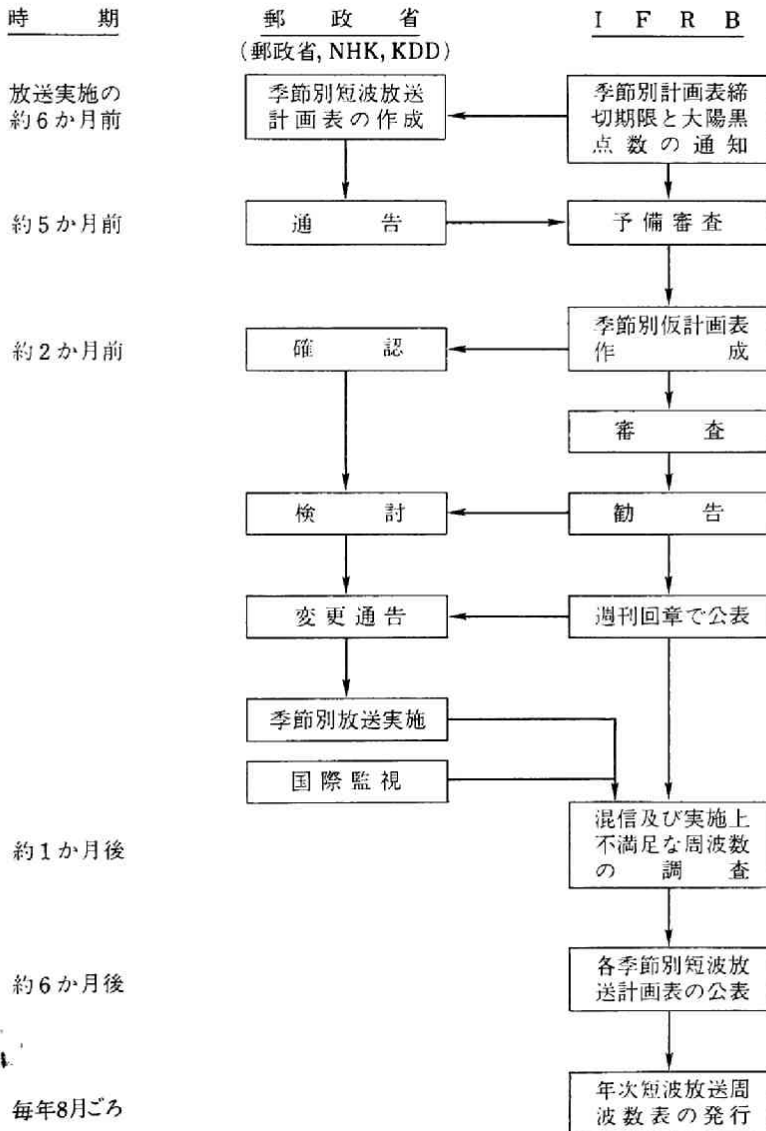 時期
郵政省
IFRB
(郵政省, NHK, KDD)
放送実施の
約6か月前
季節別短波放送
計画表の作成
季節別計画表締
切期限と大陽黒
点数の通知
約5か月前
通告
予備審査
約2か月前
確認
季節別仮計画表
作成
審査
検討
勧告
変更通告
週刊回章で公表
季節別放送実施
国際監視
約1か月後
混信及び実施上
不満足な周波数
の調査
約6か月後
各季節別短波放
送計画表の公表
毎年8月ごろ
年次短波放送周
波数表の発行